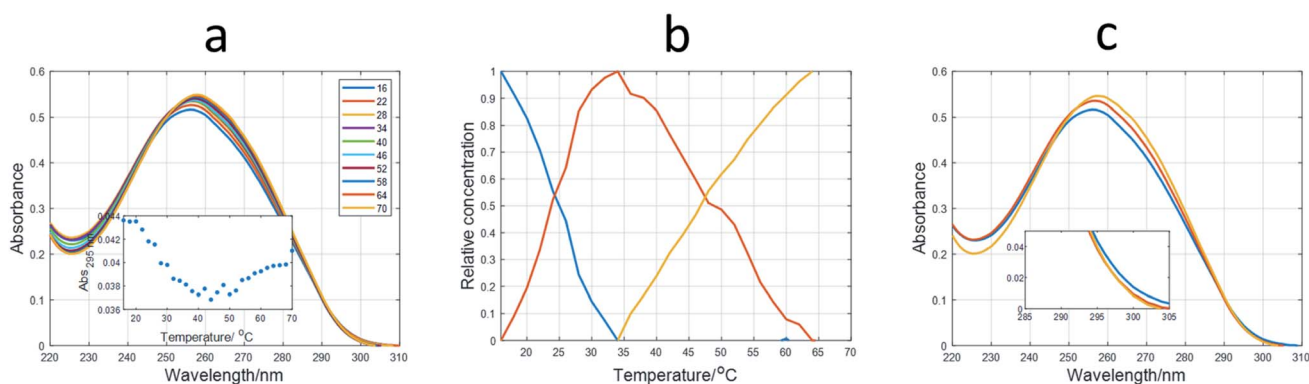 a
0.6
0.5
0.4
0.3
0.2
0.1
0
Absorbance
16
22
28
34
40
46
52
58
64
70
0.044
0.042
0.04
0.038
0.036
Abs295 nm
20 30 40 50 60 70
Temperature/ °C
220 230 240 250 260 270 280 290 300 310
Wavelength/nm
b
1
0.9
0.8
0.7
0.6
0.5
0.4
0.3
0.2
0.1
0
Relative concentration
20 25 30 35 40 45 50 55 60 65 70
Temperature/°C
c
0.6
0.5
0.4
0.3
0.2
0.1
0
Absorbance
0.04
0.02
0
285 290 295 300 305
220 230 240 250 260 270 280 290 300 310
Wavelength/nm